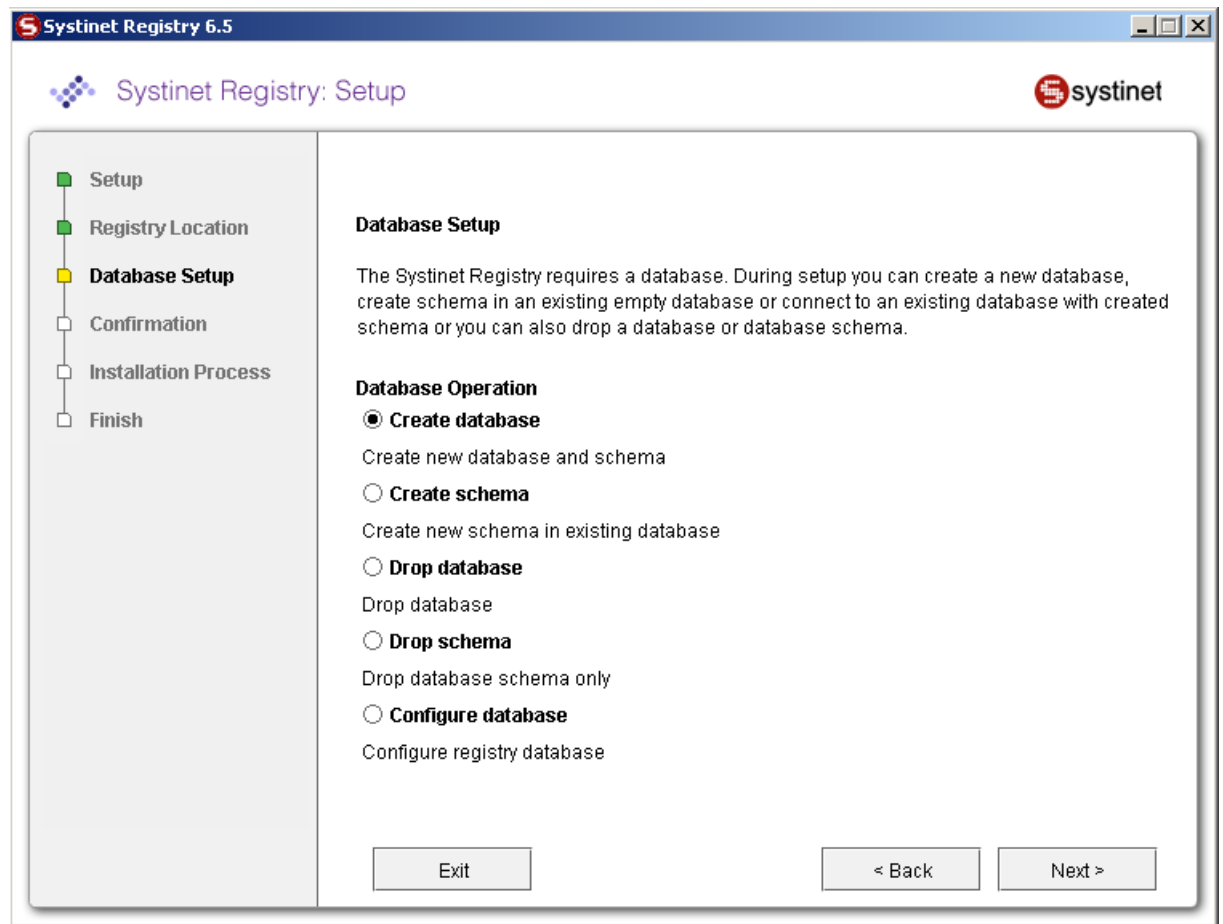 Systinet Registry 6.5
Systinet Registry: Setup
systinet
Setup
Registry Location
Database Setup
Confirmation
Installation Process
Finish
Database Setup
The Systinet Registry requires a database. During setup you can create a new database,
create schema in an existing empty database or connect to an existing database with created
schema or you can also drop a database or database schema.
Database Operation
Create database
Create new database and schema
Create schema
Create new schema in existing database
Drop database
Drop database
Drop schema
Drop database schema only
Configure database
Configure registry database
Exit
< Back
Next >